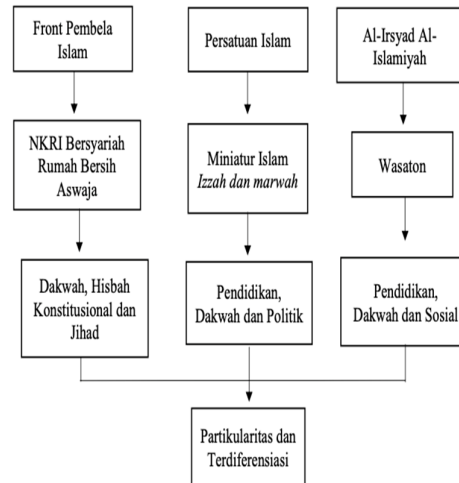 Front Pembela
Islam
Persatuan Islam
Al-Irsyad Al-
Islamiyah
NKRI Bersyariah
Rumah Bersih
Aswaja
Miniatur Islam
Izzah dan marwah
Wasaton
Dakwah, Hisbah
Konstitusional dan
Jihad
Pendidikan,
Dakwah dan Politik
Pendidikan,
Dakwah dan Sosial
Partikularitas dan
Terdiferensiasi